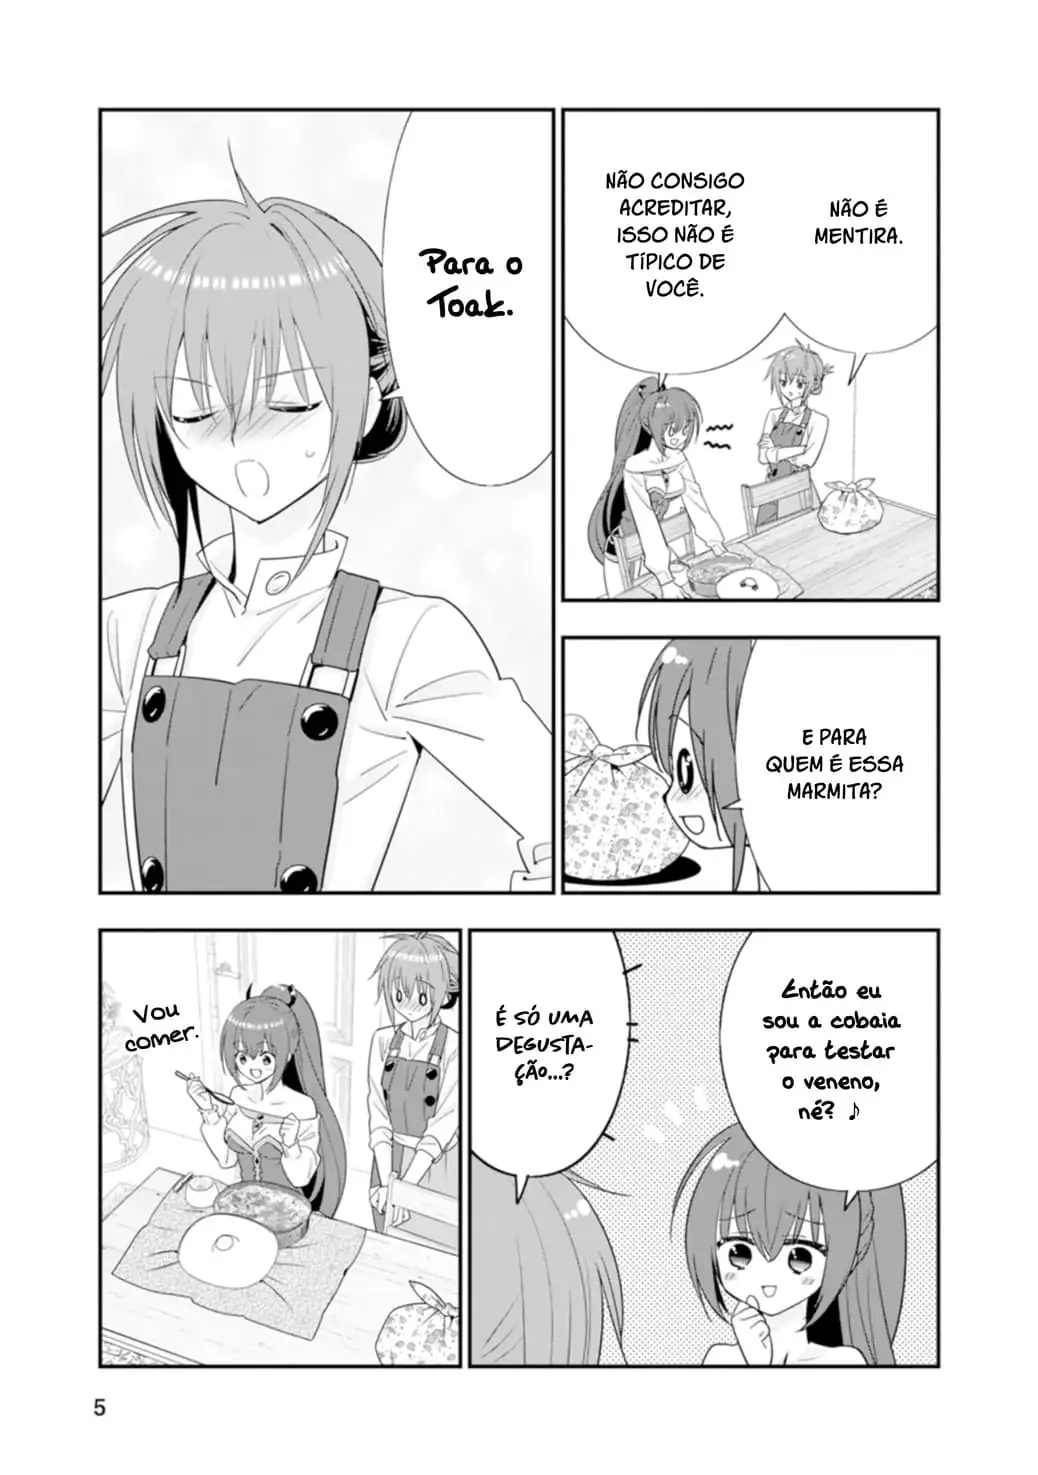 NÃO É
MENTIRA.
NÃO CONSIGO
ACREDITAR,
ISSO NÃO É
TÍPICO DE
VOCÊ.
E PARA
QUEM É ESSA
MARMITA?
Para o
Toak.
Então eu
sou a cobaia
para testar
o veneno,
né? ♪
É SÓ UMA
DEGUSTA-
ÇÃO...?
Vou
comer.
5